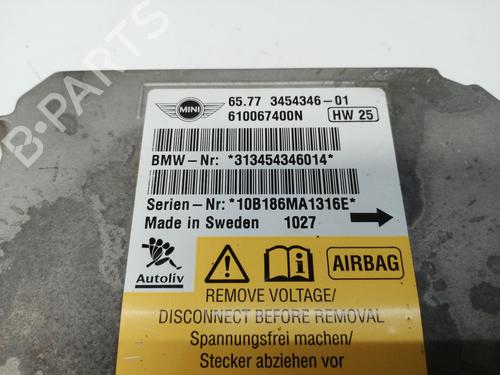 B-PARTS
MINI
65.77 3454346-01
610067400N
HW 25
BMW-Nr: *313454346014*
Serien-Nr: *10B186MA1316E*
Made in Sweden 1027
Autoliv
AIRBAG
REMOVE VOLTAGE/
DISCONNECT BEFORE REMOVAL
Spannungsfrei machen/
Stecker abziehen vor